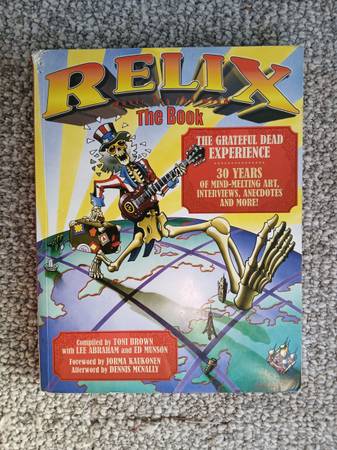 RELIX
The Book
THE GRATEFUL DEAD
EXPERIENCE
30 YEARS
OF MIND-MELTING ART,
INTERVIEWS, ANECDOTES
AND MORE!
Compiled by TONI BROWN
with LEE ABRAHAM and ED MUNSON
Foreword by JORMA KAUKONEN
Afterword by DENNIS MCNALLY